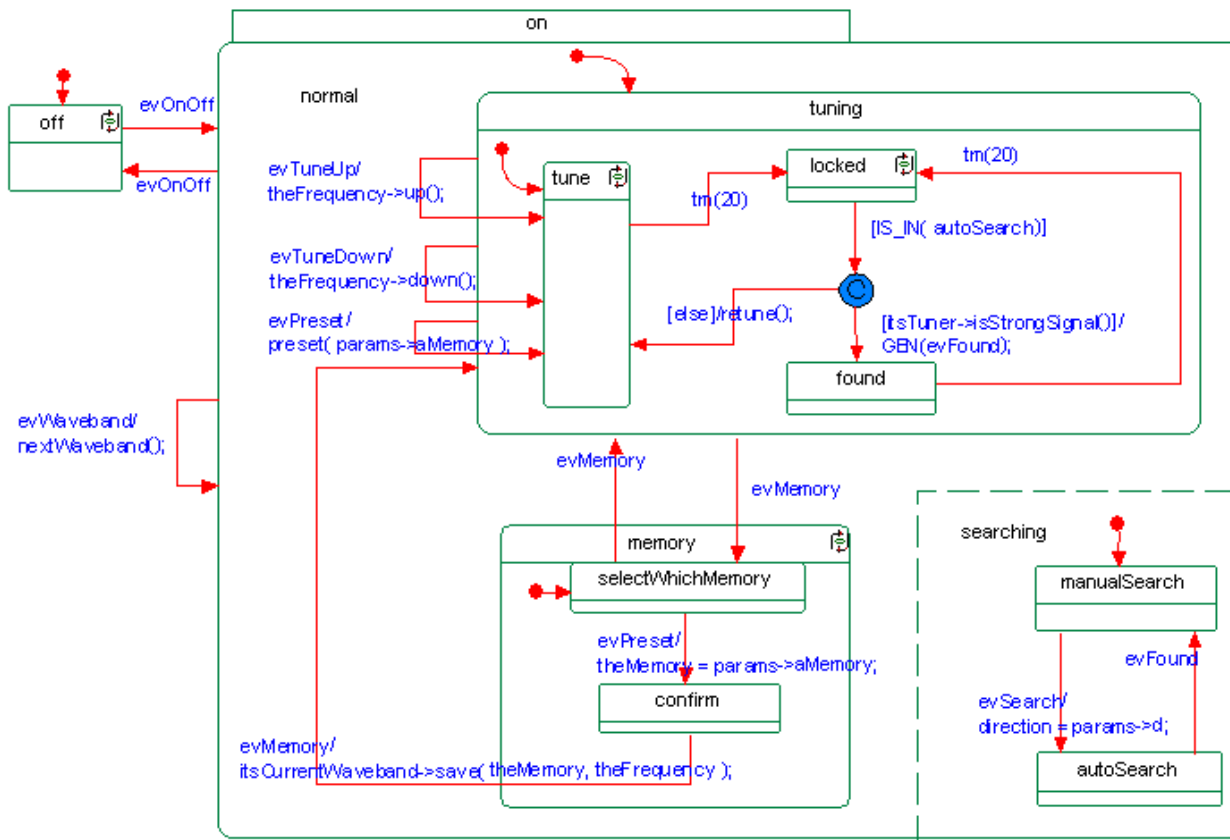 on
normal
tuning
evOnOff
off
evOnOff
evTuneUp/
theFrequency->up();
tune
tm(20)
locked
tm(20)
[IS_IN( autoSearch)]
evTuneDown/
theFrequency->down();
C
[else]/retune();
[itsTuner->isStrongSignal()]/
GEN(evFound);
evPreset/
preset( params->aMemory );
found
evWaveband/
nextWaveband();
evMemory
evMemory
memory
selectWhichMemory
evPreset/
theMemory = params->aMemory;
confirm
evMemory/
itsCurrentWaveband->save( theMemory, theFrequency );
searching
manualSearch
evFound
evSearch/
direction = params->d;
autoSearch